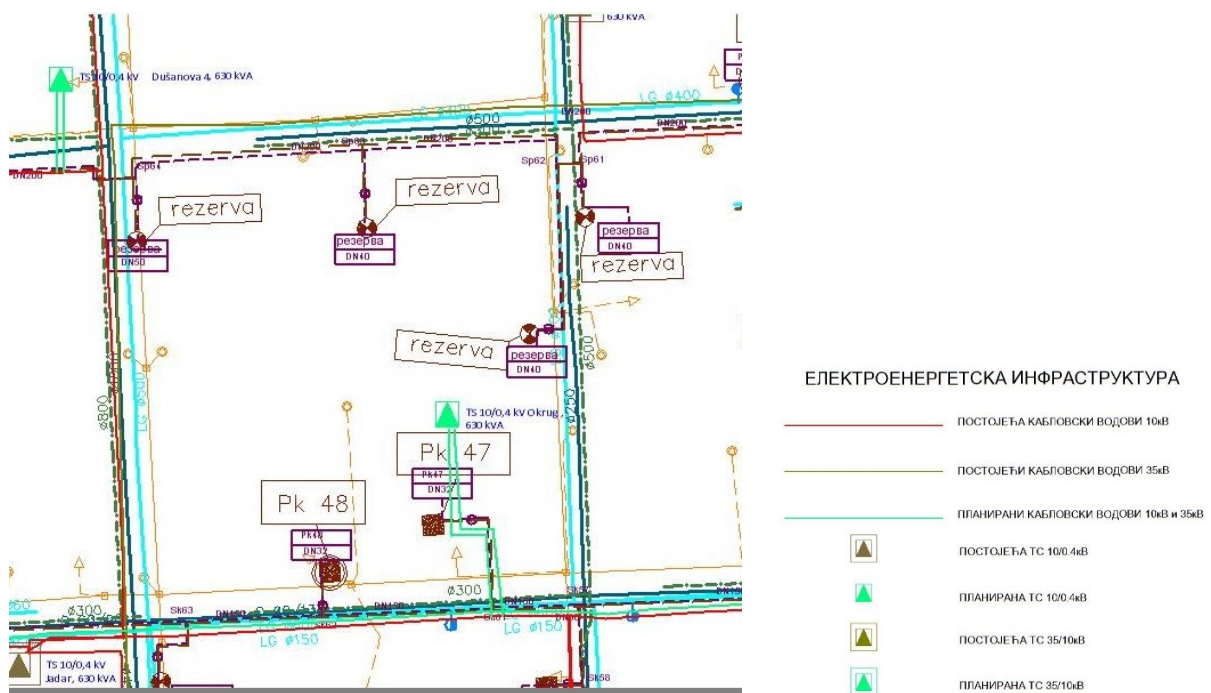 630 kVA
TS 10/0,4 kV Dušanova 4, 630 kVA
LG ø400
ø500
DN200
DN200
Sp64
Sp62
Sp61
DN200
rezerva
rezerva
резерва
DN50
резерва
DN40
резерва
DN40
rezerva
rezerva
резерва
DN40
ø500
ø800
LG ø500
ø250
TS 10/0,4 kV Okrug,
630 kVA
Pk 47
Pk47
DN32
Pk 48
Pk48
DN32
ø300
ø300
Sk63
LG ø150
LG ø150
Sk58
TS 10/0,4 kV
Jadar, 630 kVA
ЕЛЕКТРОЕНЕРГЕТСКА ИНФРАСТРУКТУРА
ПОСТОЈЕЋА КАБЛОВСКИ ВОДОВИ 10кВ
ПОСТОЈЕЋИ КАБЛОВСКИ ВОДОВИ 35кВ
ПЛАНИРАНИ КАБЛОВСКИ ВОДОВИ 10кВ и 35кВ
ПОСТОЈЕЋА ТС 10/0.4кВ
ПЛАНИРАНА ТС 10/0.4кВ
ПОСТОЈЕЋА ТС 35/10кВ
ПЛАНИРАНА ТС 35/10кВ